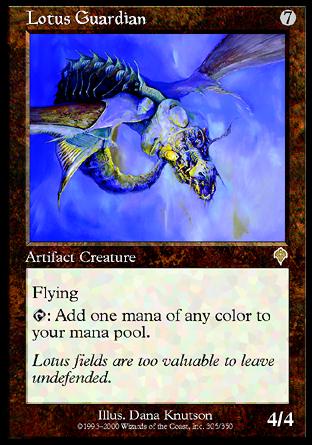 Lotus Guardian 7
Artifact Creature
Flying
: Add one mana of any color to
your mana pool.
Lotus fields are too valuable to leave
undefended.
Illus. Dana Knutson
©1993-2000 Wizards of the Coast, Inc. 305/350
4/4